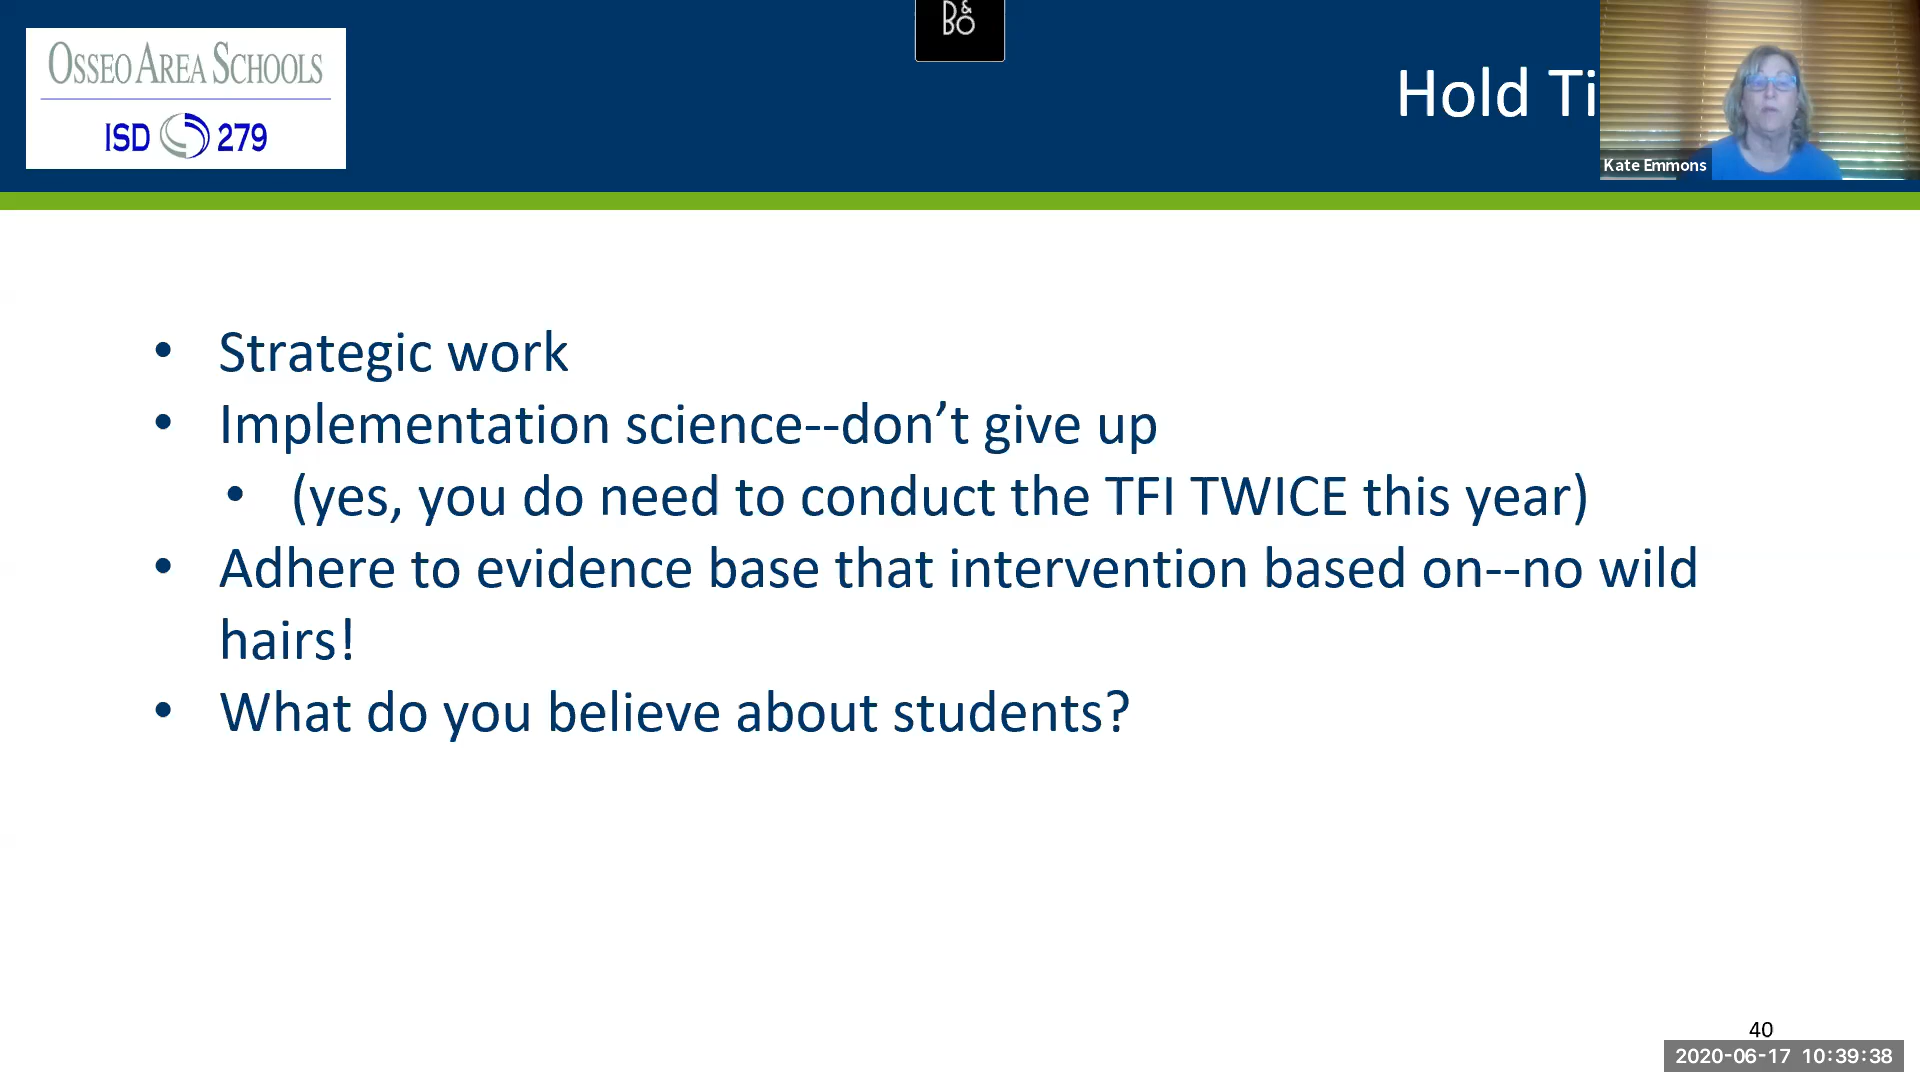 OSSEO AREA SCHOOLS
ISD 279
B&O
Hold Ti
Kate Emmons
• Strategic work
• Implementation science--don’t give up
• (yes, you do need to conduct the TFI TWICE this year)
• Adhere to evidence base that intervention based on--no wild
hairs!
• What do you believe about students?
40
2020-06-17 10:39:38